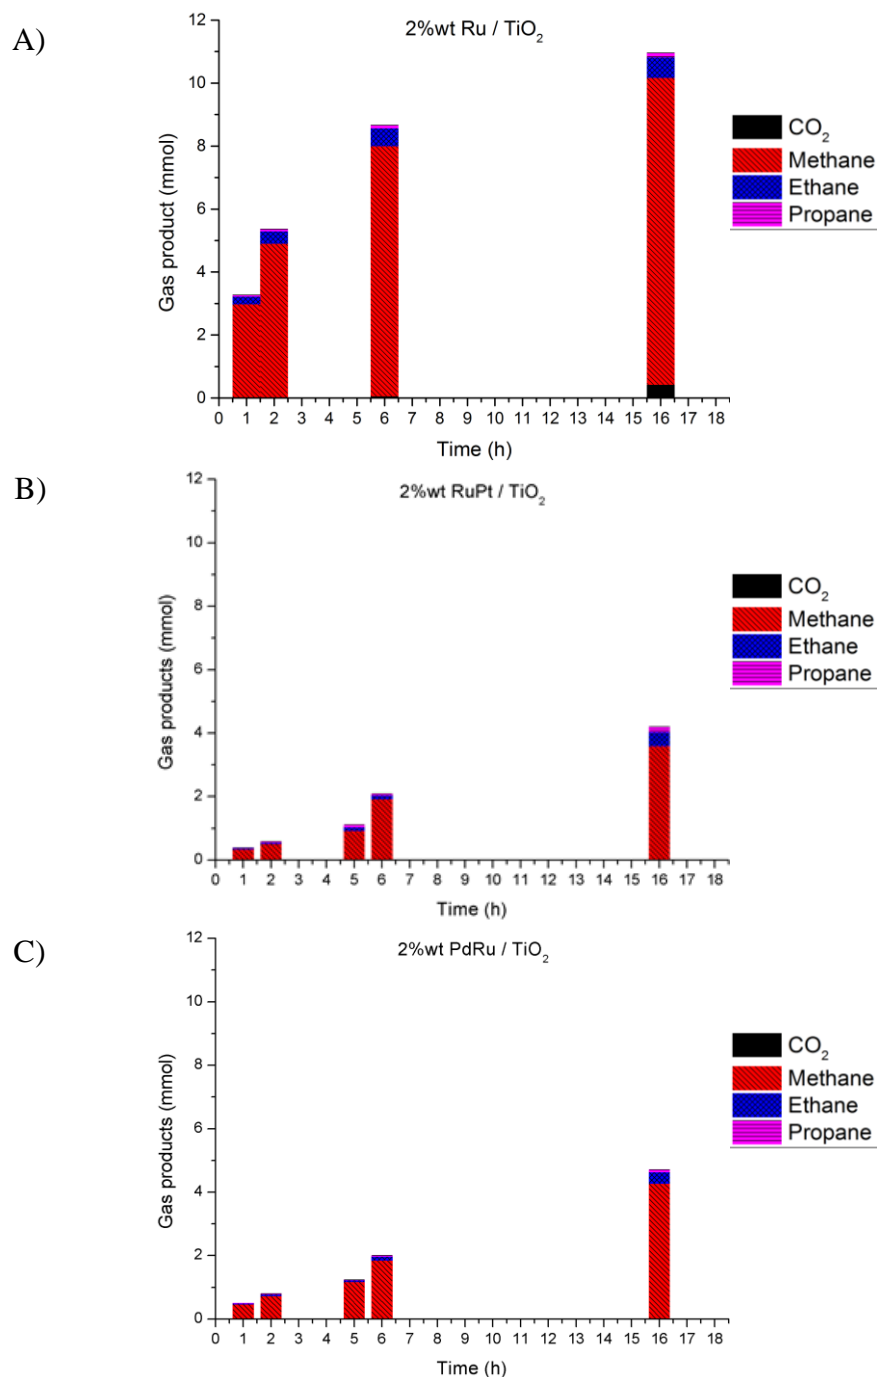 A)
2%wt Ru / TiO₂
12
10
8
6
4
2
0
Gas product (mmol)
0 1 2 3 4 5 6 7 8 9 10 11 12 13 14 15 16 17 18
Time (h)
CO₂
Methane
Ethane
Propane
B)
2%wt RuPt / TiO₂
12
10
8
6
4
2
0
Gas products (mmol)
0 1 2 3 4 5 6 7 8 9 10 11 12 13 14 15 16 17 18
Time (h)
CO₂
Methane
Ethane
Propane
C)
2%wt PdRu / TiO₂
12
10
8
6
4
2
0
Gas products (mmol)
0 1 2 3 4 5 6 7 8 9 10 11 12 13 14 15 16 17 18
Time (h)
CO₂
Methane
Ethane
Propane